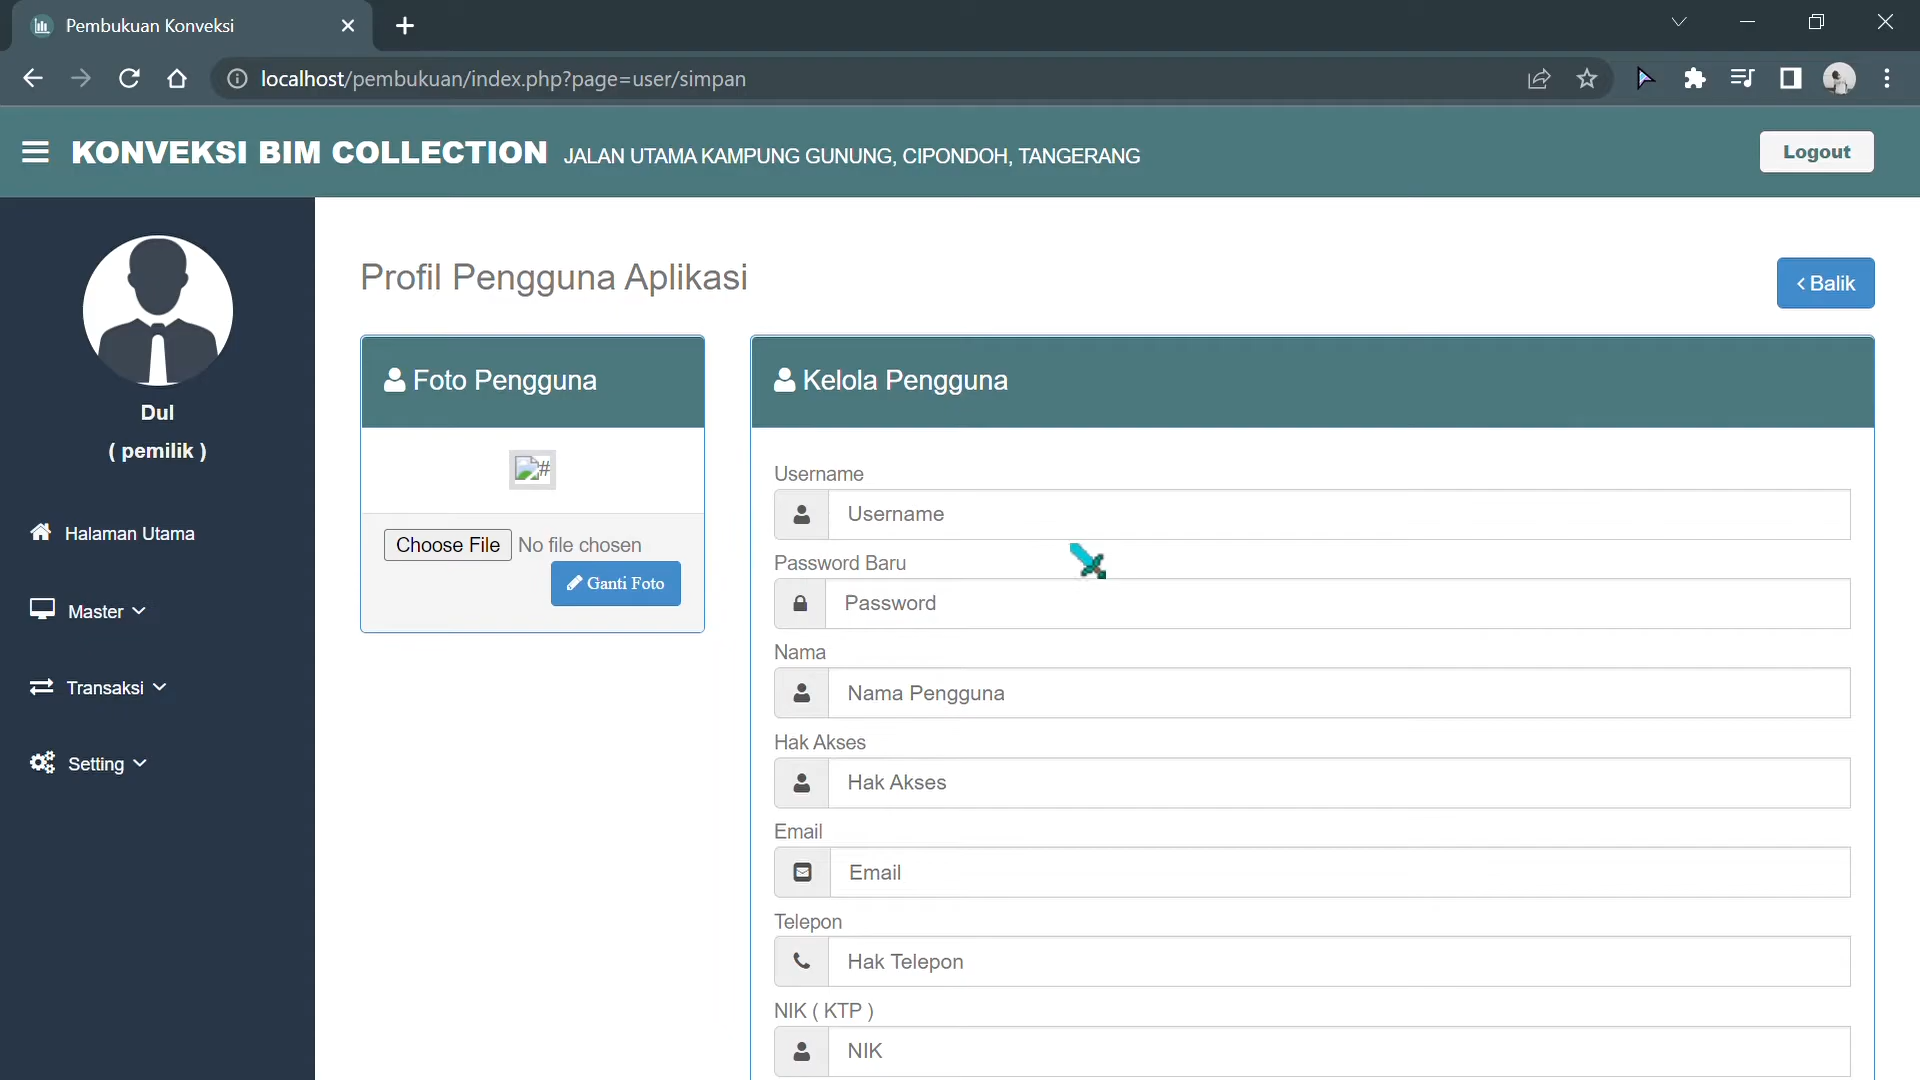 Pembukuan Konveksi
localhost/pembukuan/index.php?page=user/simpan
KONVEKSI BIM COLLECTION JALAN UTAMA KAMPUNG GUNUNG, CIPONDOH, TANGERANG
Logout
Dul
( pemilik )
Halaman Utama
Master
Transaksi
Setting
Profil Pengguna Aplikasi
Balik
Foto Pengguna
#
Choose File No file chosen
Ganti Foto
Kelola Pengguna
Username
Username
Password Baru
Password
Nama
Nama Pengguna
Hak Akses
Hak Akses
Email
Email
Telepon
Hak Telepon
NIK ( KTP )
NIK